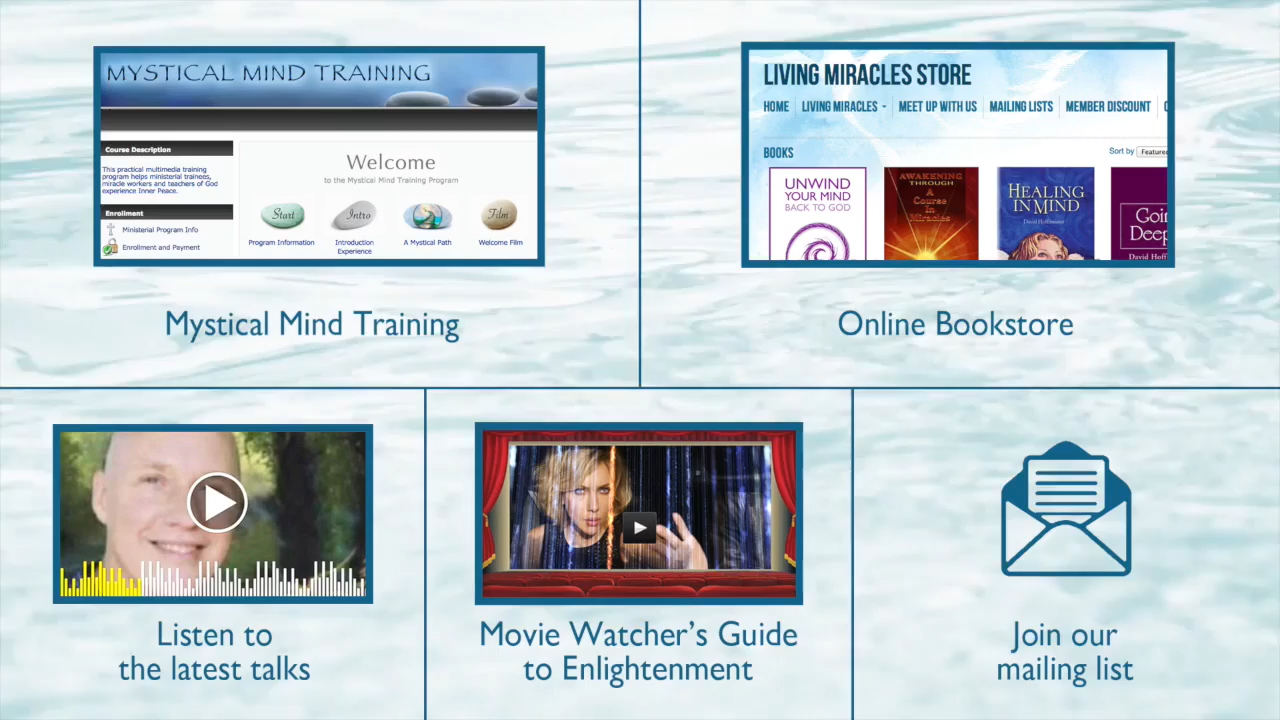 MYSTICAL MIND TRAINING
Course Description
This practical multimedia training
program helps ministerial trainees,
miracle workers and teachers of God
experience Inner Peace.
Enrollment
Ministerial Program Info
Enrollment and Payment
Welcome
to the Mystical Mind Training Program
Start
Intro
Film
Program Information
Introduction
Experience
A Mystical Path
Welcome Film
Mystical Mind Training
LIVING MIRACLES STORE
HOME LIVING MIRACLES MEET UP WITH US MAILING LISTS MEMBER DISCOUNT
BOOKS
Sort by Feature
UNWIND
YOUR MIND
BACK TO GOD
AWAKENING
THROUGH
A
Course
In
Miracles
HEALING
IN MIND
David Hoffmeister
Goin
Deep
David Hoff
Online Bookstore
Listen to
the latest talks
Movie Watcher's Guide
to Enlightenment
Join our
mailing list